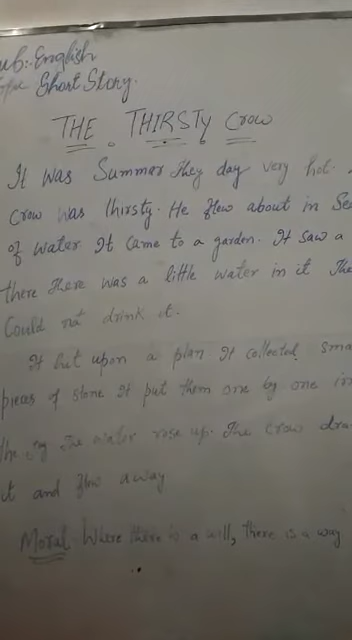 ub:- English
Short Story.
THE THIRSTY Crow
It was Summer They day very hot.
Crow was thirsty. He flew about in Se
of water It Came to a garden. It saw a
there There was a little water in it The
Could not drink it.
It hit upon a plan It collected sma
pieces of stone It put them one by one in
the The water rose up. The Crow dra
it and flew away
Moral Where there is a will, there is a way